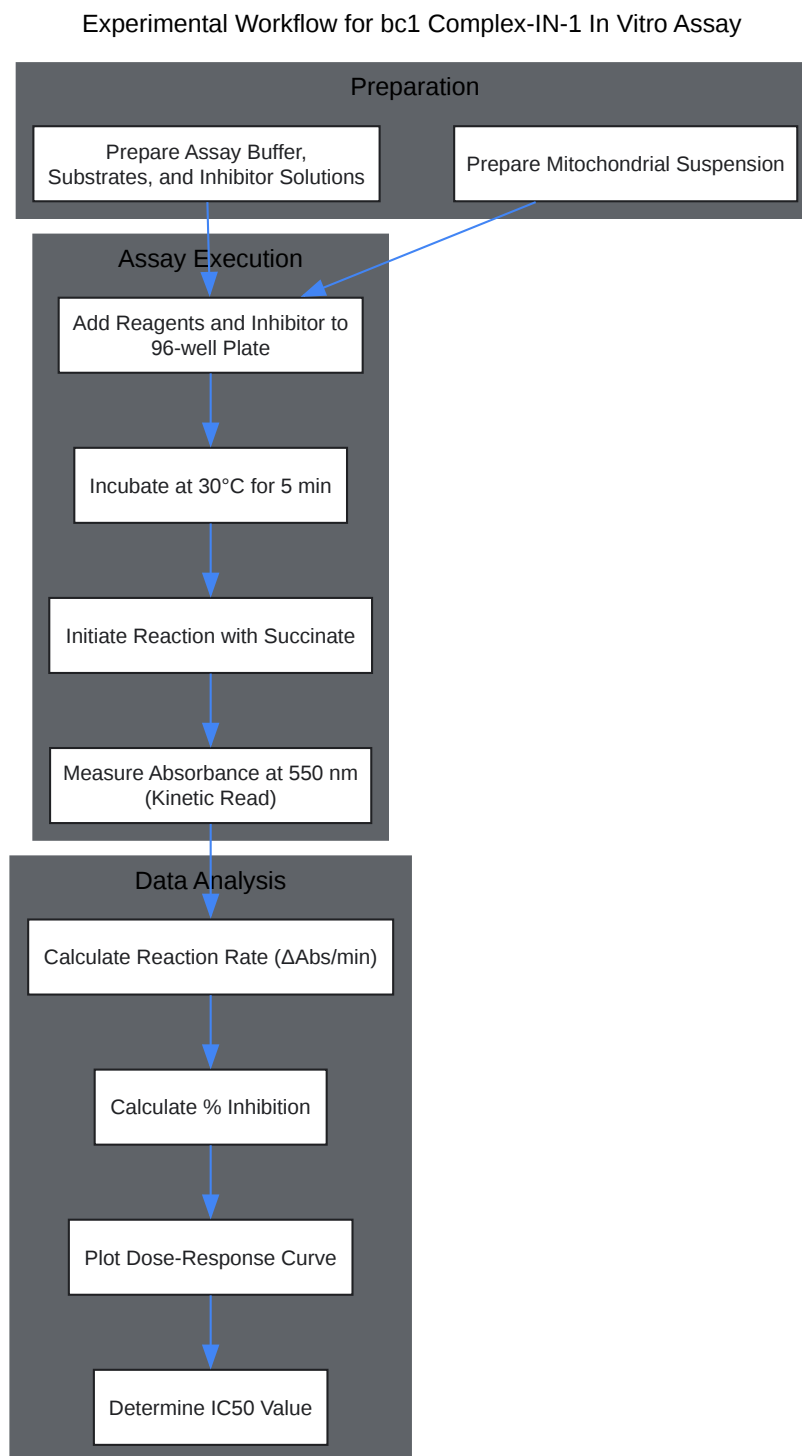 Experimental Workflow for bc1 Complex-IN-1 In Vitro Assay
Preparation
Prepare Assay Buffer,
Substrates, and Inhibitor Solutions
Prepare Mitochondrial Suspension
Assay Execution
Add Reagents and Inhibitor to
96-well Plate
Incubate at 30°C for 5 min
Initiate Reaction with Succinate
Measure Absorbance at 550 nm
(Kinetic Read)
Data Analysis
Calculate Reaction Rate (ΔAbs/min)
Calculate % Inhibition
Plot Dose-Response Curve
Determine IC50 Value